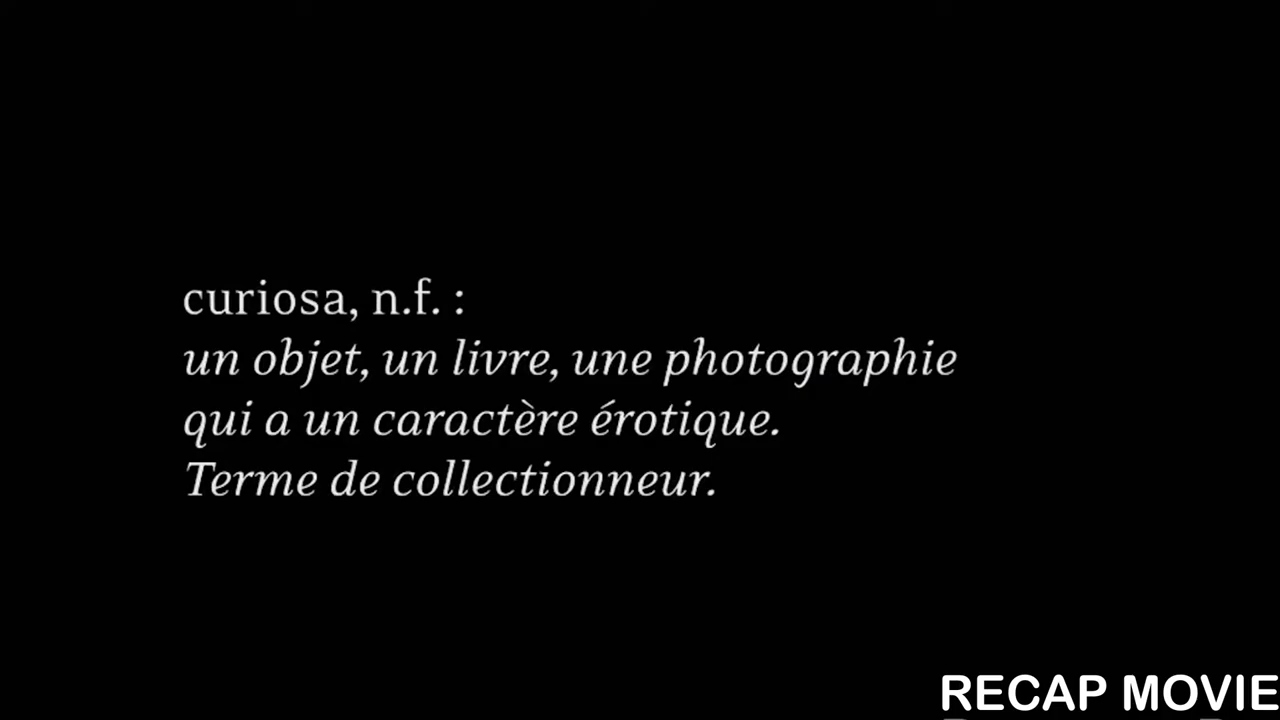 curiosa, n.f. :
un objet, un livre, une photographie
qui a un caractère érotique.
Terme de collectionneur.
RECAP MOVIE